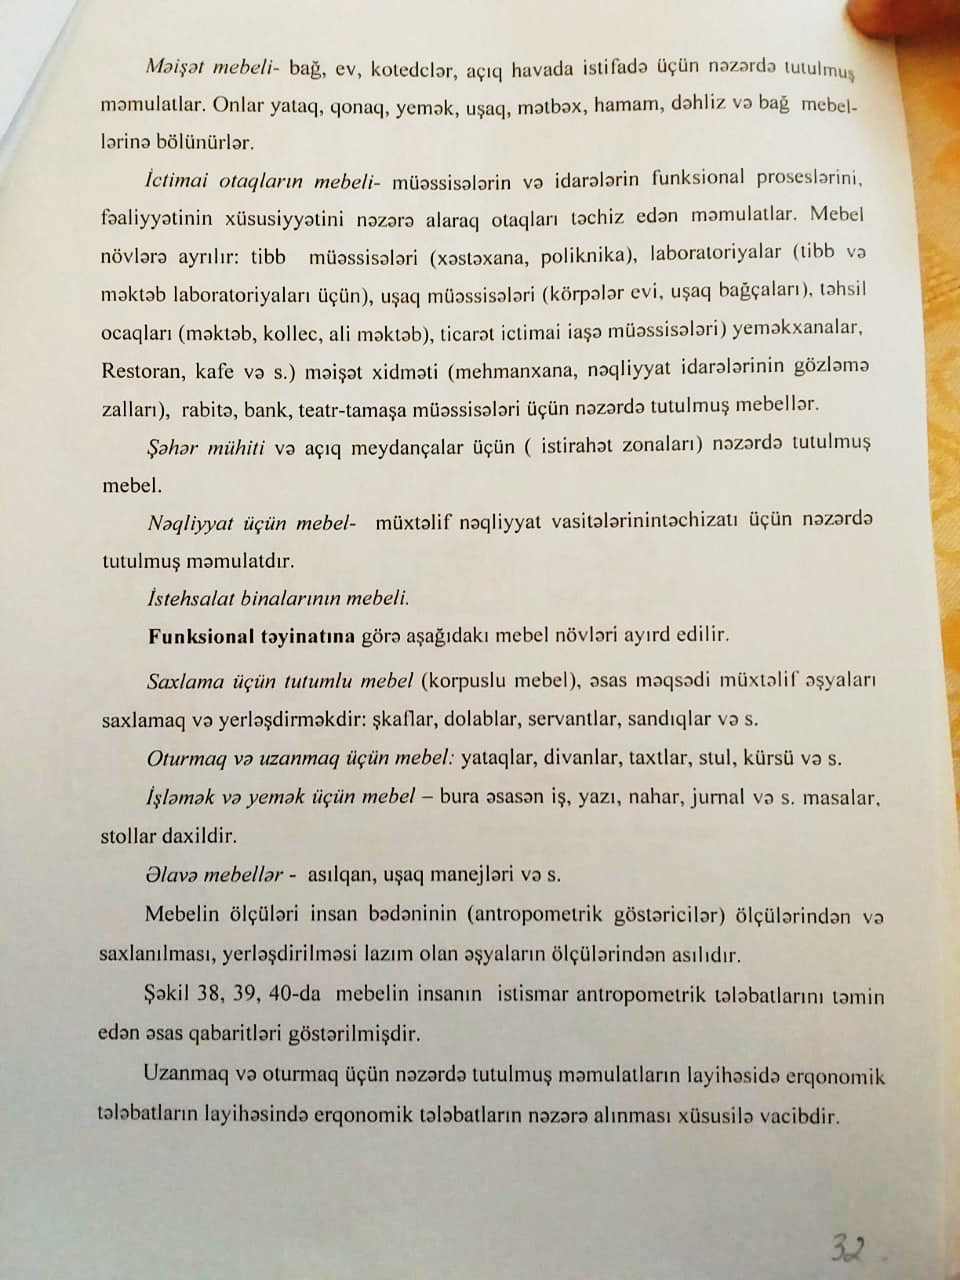 Məişət mebeli- bağ, ev, kotedclər, açıq havada istifadə üçün nəzərdə tutulmuş
məmulatlar. Onlar yataq, qonaq, yemək, uşaq, mətbəx, hamam, dəhliz və bağ mebel-
lərinə bölünürlər.
İctimai otaqların mebeli- müəssisələrin və idarələrin funksional proseslərini,
fəaliyyətinin xüsusiyyətini nəzərə alaraq otaqları təchiz edən məmulatlar. Mebel
növlərə ayrılır: tibb müəssisələri (xəstəxana, poliknika), laboratoriyalar (tibb və
məktəb laboratoriyaları üçün), uşaq müəssisələri (körpələr evi, uşaq bağçaları), təhsil
ocaqları (məktəb, kollec, ali məktəb), ticarət ictimai iaşə müəssisələri) yeməkxanalar,
Restoran, kafe və s.) məişət xidməti (mehmanxana, nəqliyyat idarələrinin gözləmə
zalları), rabitə, bank, teatr-tamaşa müəssisələri üçün nəzərdə tutulmuş mebellər.
Şəhər mühiti və açıq meydançalar üçün ( istirahət zonaları) nəzərdə tutulmuş
mebel.
Nəqliyyat üçün mebel- müxtəlif nəqliyyat vasitələrinintəchizatı üçün nəzərdə
tutulmuş məmulatdır.
İstehsalat binalarının mebeli.
Funksional təyinatına görə aşağıdakı mebel növləri ayırd edilir.
Saxlama üçün tutumlu mebel (korpuslu mebel), əsas məqsədi müxtəlif əşyaları
saxlamaq və yerləşdirməkdir: şkaflar, dolablar, servantlar, sandıqlar və s.
Oturmaq və uzanmaq üçün mebel: yataqlar, divanlar, taxtlar, stul, kürsü və s.
İşləmək və yemək üçün mebel – bura əsasən iş, yazı, nahar, jurnal və s. masalar,
stollar daxildir.
Əlavə mebellər - asılqan, uşaq manejləri və s.
Mebelin ölçüləri insan bədəninin (antropometrik göstəricilər) ölçülərindən və
saxlanılması, yerləşdirilməsi lazım olan əşyaların ölçülərindən asılıdır.
Şəkil 38, 39, 40-da mebelin insanın istismar antropometrik tələbatlarını təmin
edən əsas qabaritləri göstərilmişdir.
Uzanmaq və oturmaq üçün nəzərdə tutulmuş məmulatların layihəsidə erqonomik
tələbatların layihəsində erqonomik tələbatların nəzərə alınması xüsusilə vacibdir.
32